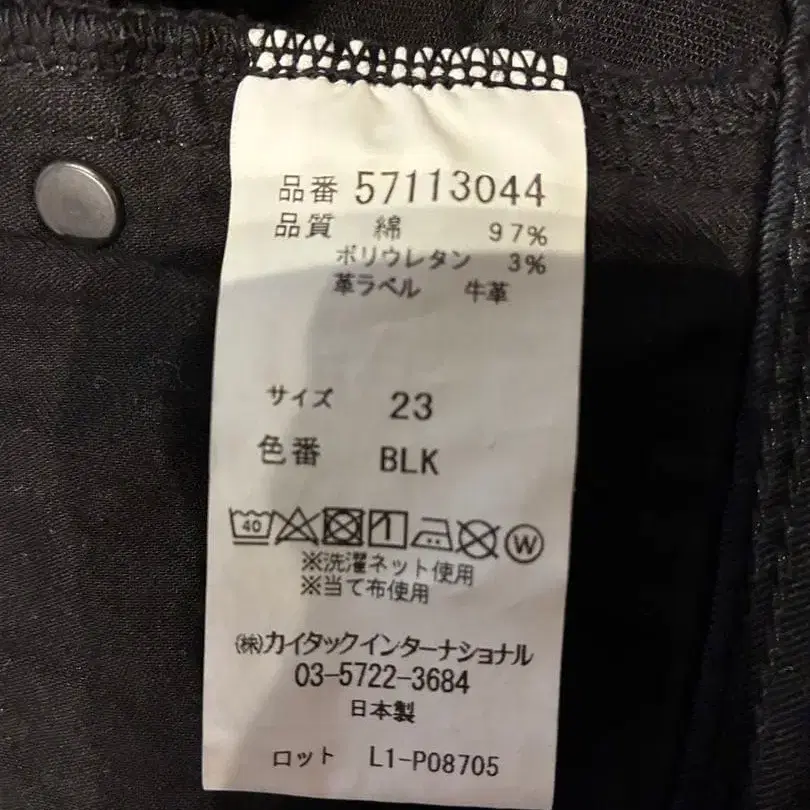 品番 57113044
品質 綿 97%
ポリウレタン 3%
革ラベル 牛革
サイズ 23
色番 BLK
40 W
※洗濯ネット使用
※当て布使用
㈱カイタックインターナショナル
03-5722-3684
日本製
ロット L1-P08705